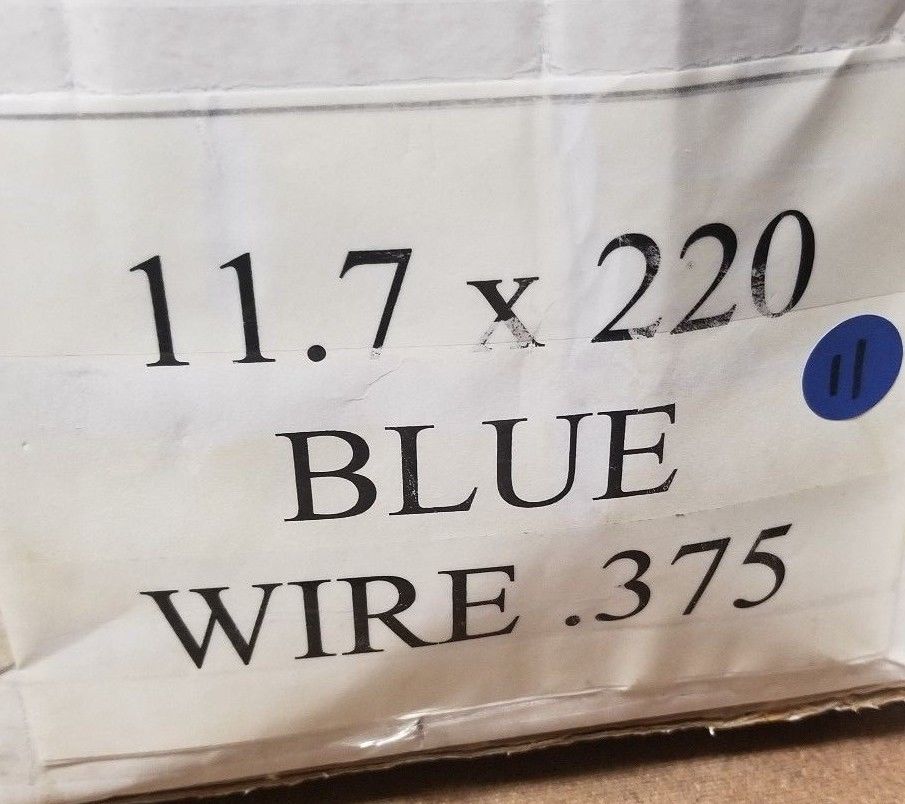 11.7 x 220
11
BLUE
WIRE .375